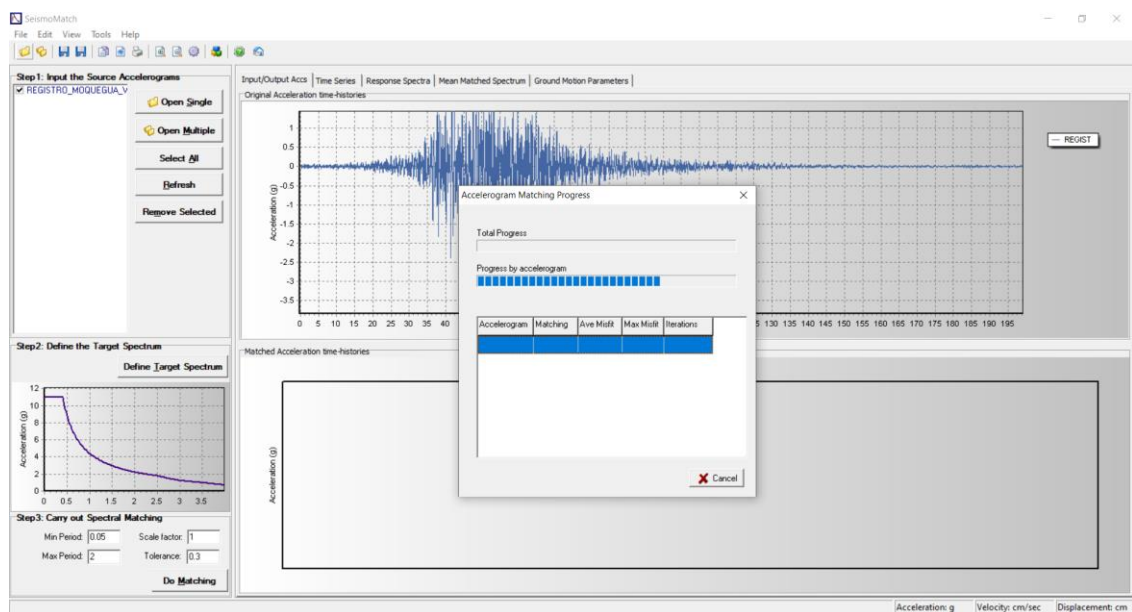 SeismoMatch
File Edit View Tools Help
Step1: Input the Source Accelerograms
REGISTRO_MOQUEGUA_V
Open Single
Open Multiple
Select All
Refresh
Remove Selected
Input/Output Accs Time Series Response Spectra Mean Matched Spectrum Ground Motion Parameters
Original Acceleration time-histories
Acceleration (g)
1
0.5
0
-0.5
-1
-1.5
-2
-2.5
-3
-3.5
0 5 10 15 20 25 30 35 40
5 130 135 140 145 150 155 160 165 170 175 180 185 190 195
REGIST
Accelerogram Matching Progress
Total Progress
Progress by accelerogram
Accelerogram Matching Ave Misfit Max Misfit Iterations
Cancel
Step2: Define the Target Spectrum
Define Target Spectrum
Acceleration (g)
12
10
8
6
4
2
0
0 0.5 1 1.5 2 2.5 3 3.5
Matched Acceleration time-histories
Acceleration (g)
Step3: Carry out Spectral Matching
Min Period: 0.05 Scale factor: 1
Max Period: 2 Tolerance: 0.3
Do Matching
Acceleration: g Velocity: cm/sec Displacement: cm